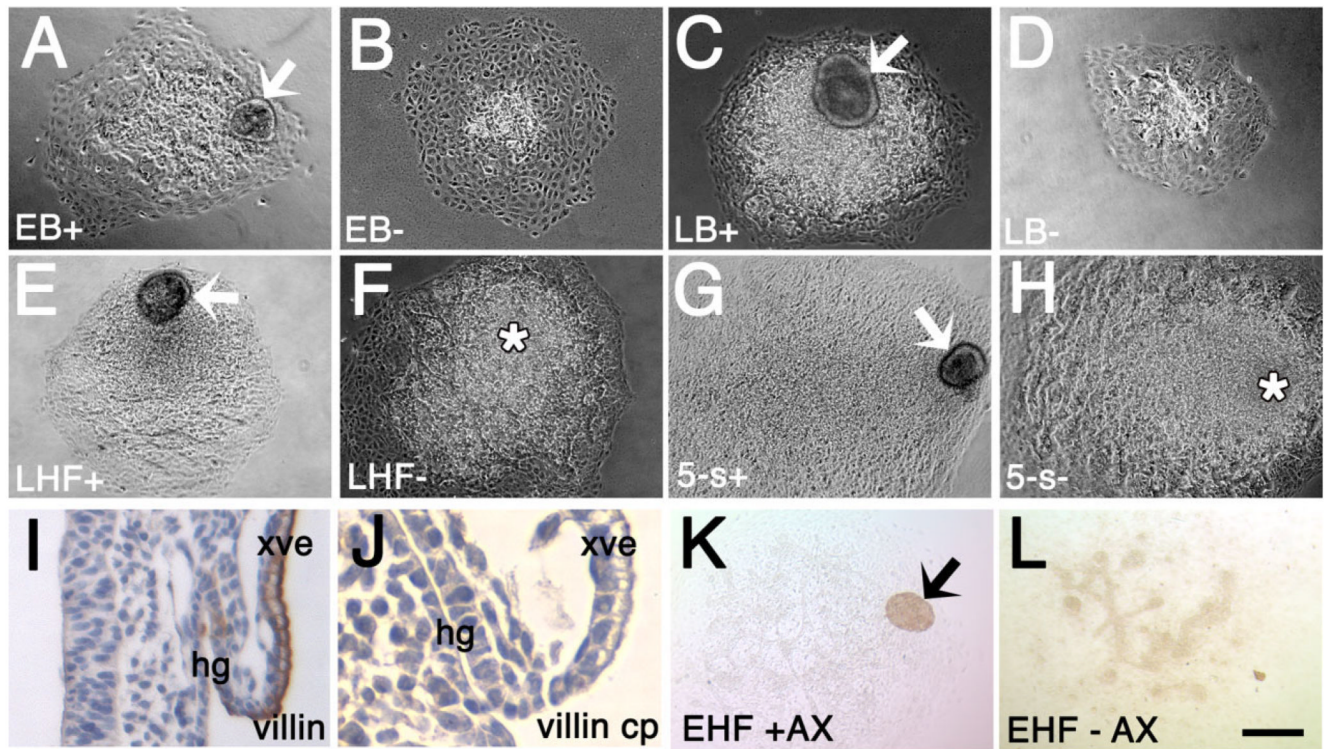 A
EB+
B
EB-
C
LB+
D
LB-
E
LHF+
F
*
LHF-
G
5-s+
H
*
5-s-
I
xve
hg
villin
J
xve
hg
villin cp
K
EHF +AX
L
EHF - AX